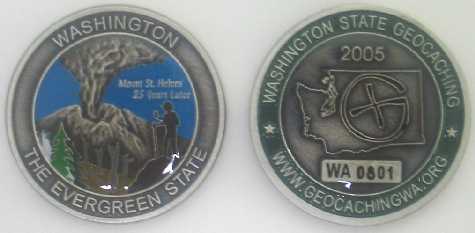 WASHINGTON
Mount St. Helens
25 Years Later
THE EVERGREEN STATE
WASHINGTON STATE GEOCACHING
2005
G
WA 0801
WWW.GEOCACHINGWA.ORG